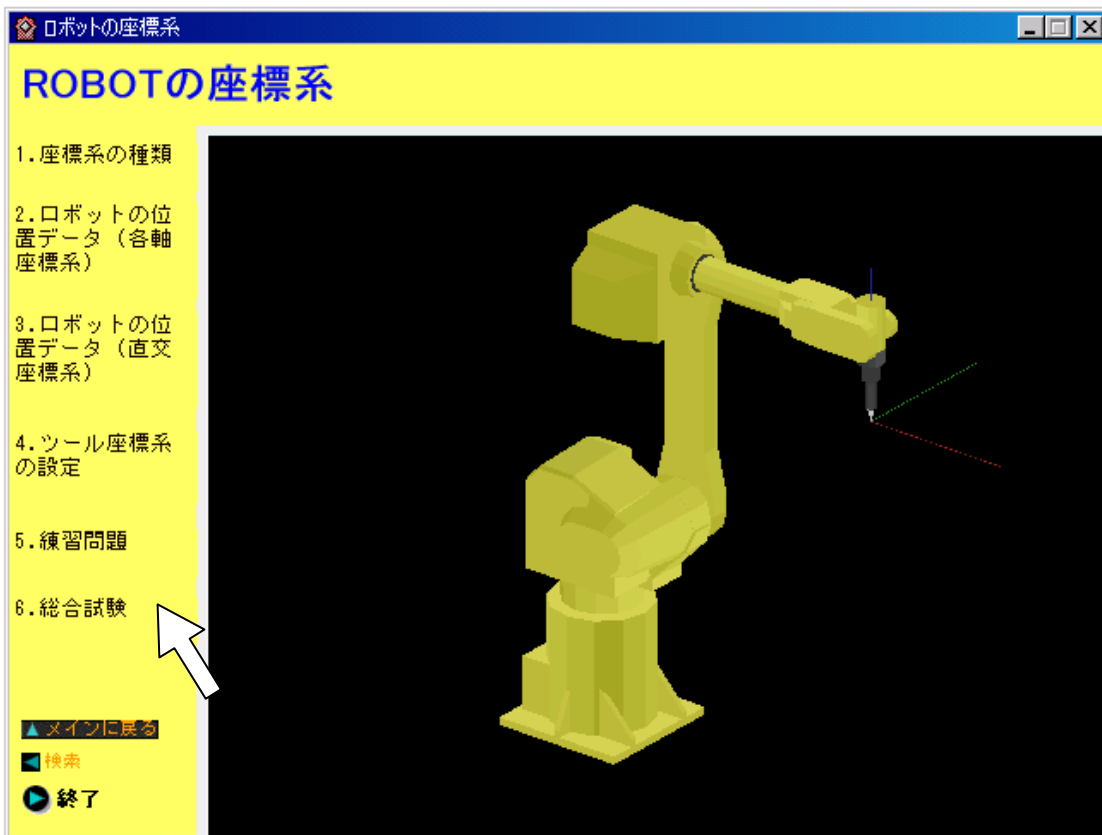 ロボットの座標系
ROBOTの座標系
1.座標系の種類
2.ロボットの位
置データ(各軸
座標系)
3.ロボットの位
置データ(直交
座標系)
4.ツール座標系
の設定
5.練習問題
6.総合試験
メインに戻る
検索
終了